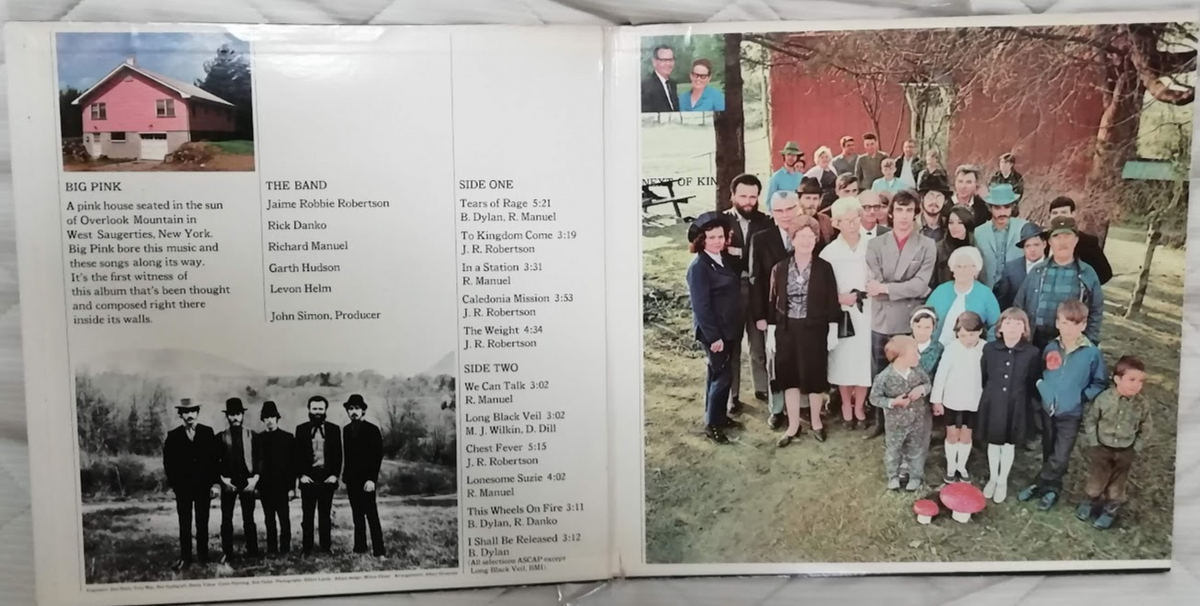 BIG PINK
A pink house seated in the sun
of Overlook Mountain in
West Saugerties, New York.
Big Pink bore this music and
these songs along its way.
It's the first witness of
this album that's been thought
and composed right there
inside its walls.
THE BAND
Jaime Robbie Robertson
Rick Danko
Richard Manuel
Garth Hudson
Levon Helm
John Simon, Producer
SIDE ONE
Tears of Rage 5:21
B. Dylan, R. Manuel
To Kingdom Come 3:19
J. R. Robertson
In a Station 3:31
R. Manuel
Caledonia Mission 3:53
J. R. Robertson
The Weight 4:34
J. R. Robertson
SIDE TWO
We Can Talk 3:02
R. Manuel
Long Black Veil 3:02
M. J. Wilkin, D. Dill
Chest Fever 5:15
J. R. Robertson
Lonesome Suzie 4:02
R. Manuel
This Wheels On Fire 3:11
B. Dylan, R. Danko
I Shall Be Released 3:12
B. Dylan
(All selections ASCAP except
Long Black Veil, BMI)
NEXT OF KIN